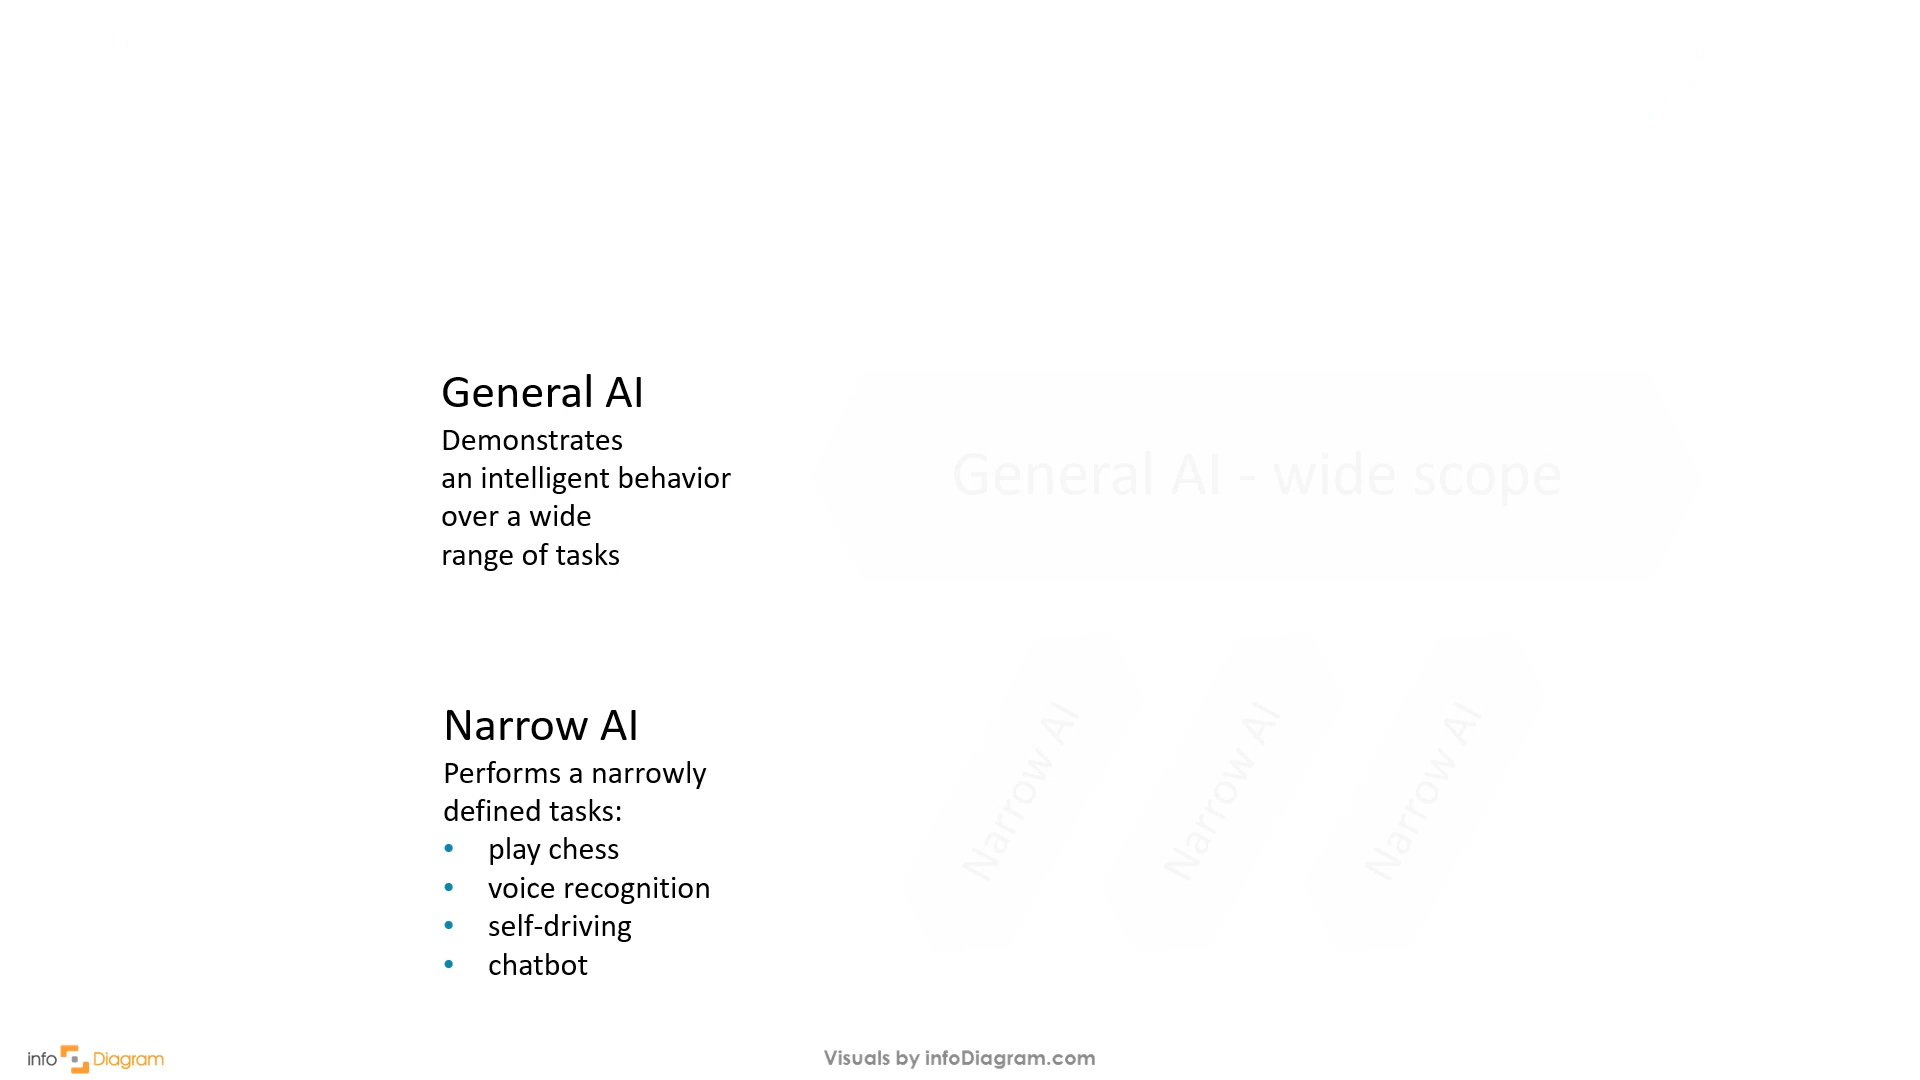 General AI
Demonstrates
an intelligent behavior
over a wide
range of tasks
General AI - wide scope
Narrow AI
Performs a narrowly
defined tasks:
• play chess
• voice recognition
• self-driving
• chatbot
Narrow AI
Narrow AI
Narrow AI
info Diagram
Visuals by infoDiagram.com